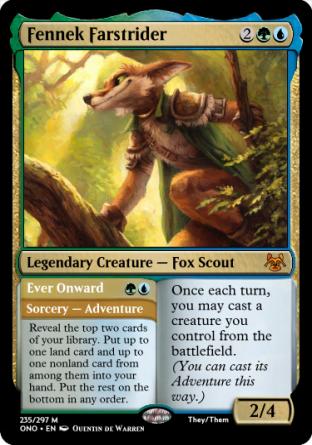 Fennek Farstrider 2
Legendary Creature — Fox Scout
Ever Onward
Sorcery — Adventure
Reveal the top two cards
of your library. Put up to
one land card and up to
one nonland card from
among them into your
hand. Put the rest on the
bottom in any order.
Once each turn,
you may cast a
creature you
control from the
battlefield.
(You can cast its
Adventure this
way.)
2/4
235/297 M
ONO • EN Quentin de Warren
They/Them